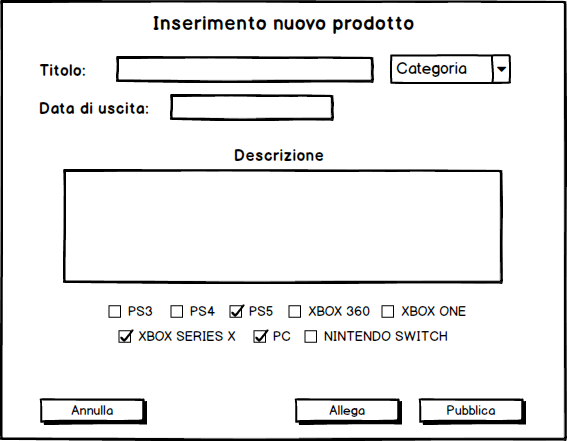 Inserimento nuovo prodotto
Titolo: Categoria
Data di uscita:
Descrizione
PS3 PS4 PS5 XBOX 360 XBOX ONE
XBOX SERIES X PC NINTENDO SWITCH
Annulla Allega Pubblica